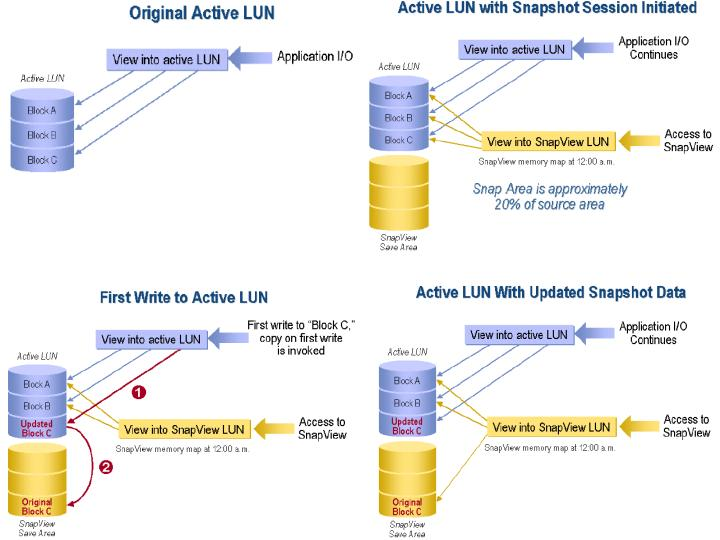 Original Active LUN
View into active LUN
Application I/O
Active LUN
Block A
Block B
Block C
Active LUN with Snapshot Session Initiated
View into active LUN
Application I/O
Continues
Active LUN
Block A
Block B
Block C
View into SnapView LUN
Access to
SnapView
SnapView memory map at 12:00 a.m.
Snap Area is approximately
20% of source area
SnapView
Save Area
First Write to Active LUN
View into active LUN
First write to “Block C,”
copy on first write
is invoked
Active LUN
Block A
Block B
Updated
Block C
1
View into SnapView LUN
Access to
SnapView
SnapView memory map at 12:00 a.m.
2
Original
Block C
SnapView
Save Area
Active LUN With Updated Snapshot Data
View into active LUN
Application I/O
Continues
Active LUN
Block A
Block B
Updated
Block C
View into SnapView LUN
Access to
SnapView
SnapView memory map at 12:00 a.m.
Original
Block C
SnapView
Save Area